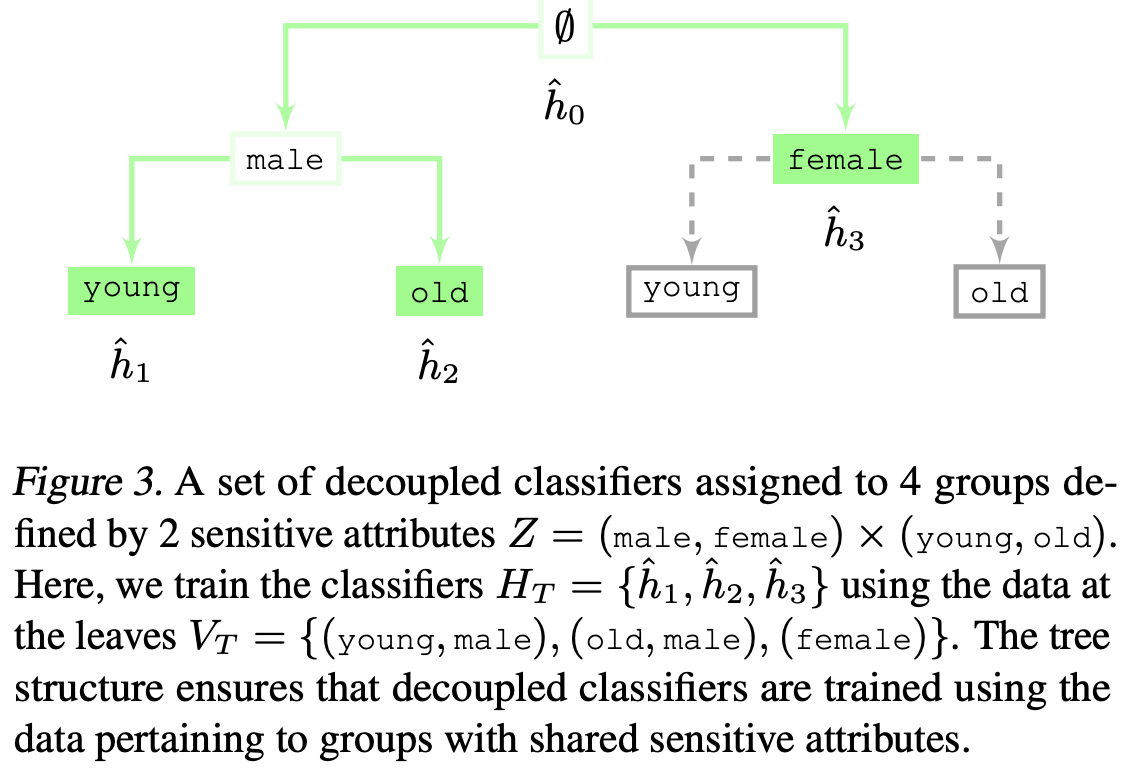 ∅
ĥ0
male
female
ĥ3
young
old
young
old
ĥ1
ĥ2
Figure 3. A set of decoupled classifiers assigned to 4 groups de-
fined by 2 sensitive attributes Z = (male, female) × (young, old).
Here, we train the classifiers H_T = {ĥ1, ĥ2, ĥ3} using the data at
the leaves V_T = {(young, male), (old, male), (female)}. The tree
structure ensures that decoupled classifiers are trained using the
data pertaining to groups with shared sensitive attributes.